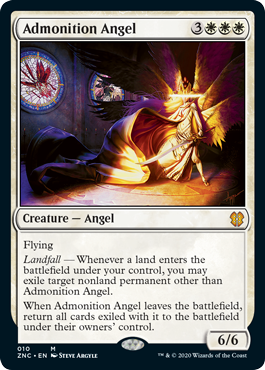 Admonition Angel 3
Creature — Angel
Flying
Landfall — Whenever a land enters the
battlefield under your control, you may
exile target nonland permanent other than
Admonition Angel.
When Admonition Angel leaves the battlefield,
return all cards exiled with it to the battlefield
under their owners' control.
6/6
010 M
ZNC • EN Steve Argyle ™ & © 2020 Wizards of the Coast